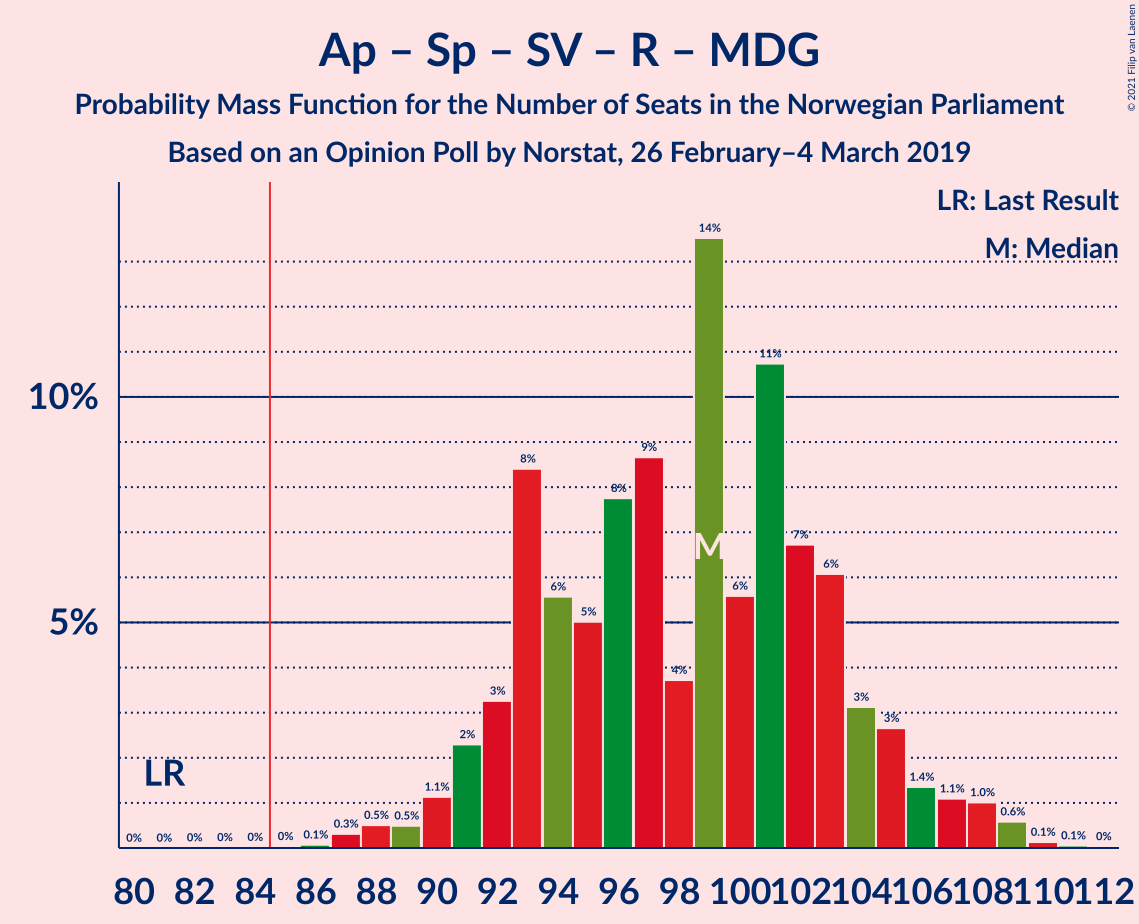 Ap – Sp – SV – R – MDG
Probability Mass Function for the Number of Seats in the Norwegian Parliament
Based on an Opinion Poll by Norstat, 26 February–4 March 2019
© 2021 Filip van Laenen
LR: Last Result
M: Median
10%
5%
LR
M
0% 0% 0% 0% 0% 0% 0.1% 0.3% 0.5% 0.5% 1.1% 2% 3% 8% 6% 5% 8% 9% 4% 14% 6% 11% 7% 6% 3% 3% 1.4% 1.1% 1.0% 0.6% 0.1% 0.1% 0%
80 82 84 86 88 90 92 94 96 98 100 102 104 106 108 110 112